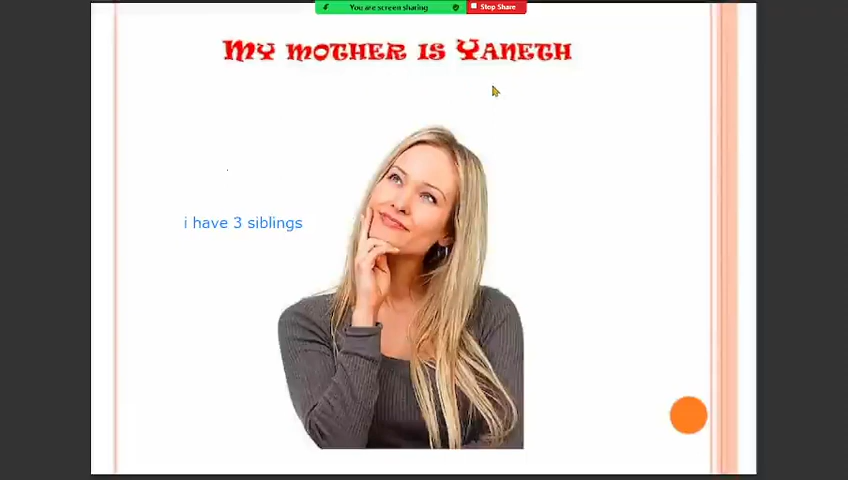 You are screen sharing
Stop Share
My mother is Yaneth
i have 3 siblings